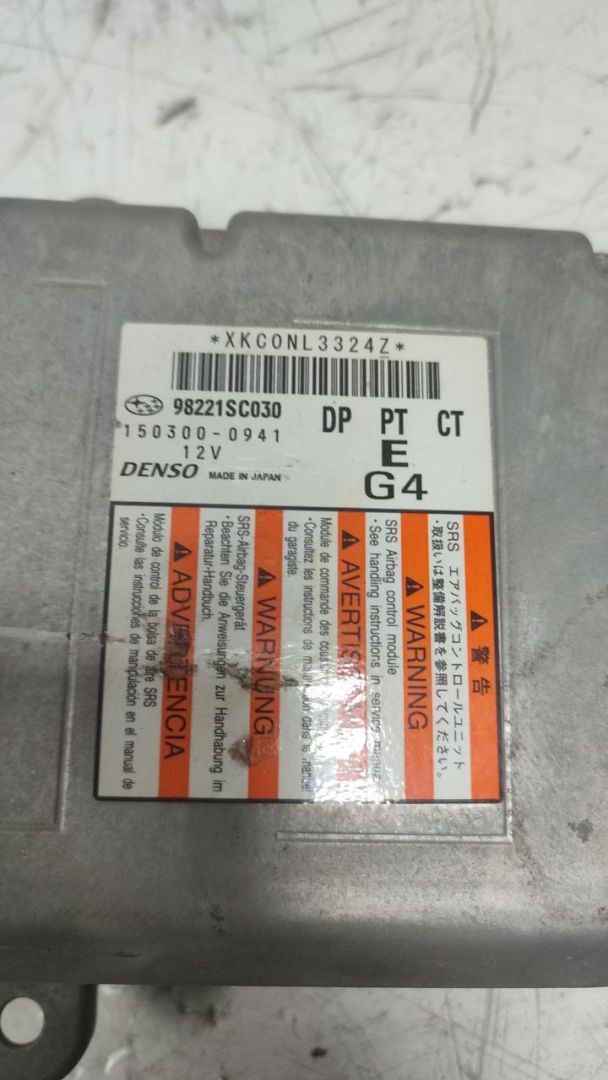 *XKCONL3324Z*
98221SC030
150300-0941
12V
DENSO MADE IN JAPAN
DP PT CT
E
G4
警告
SRS エアバッグコントロールユニット
・取扱いは整備解説書を参照してください。
WARNING
SRS Airbag control module
・See handling instructions in service manual.
AVERTISSEMENT
Module de commande des coussins
・Consultez les instructions de manipulation dans le manuel
du garagiste.
WARNUNG
SRS-Airbag-Steuergerät
・Beachten Sie die Anweisungen zur Handhabung im
Reparatur-Handbuch.
ADVERTENCIA
Módulo de control de la bolsa de aire SRS
・Consulte las instrucciones de manipulación en el manual de
servicio.